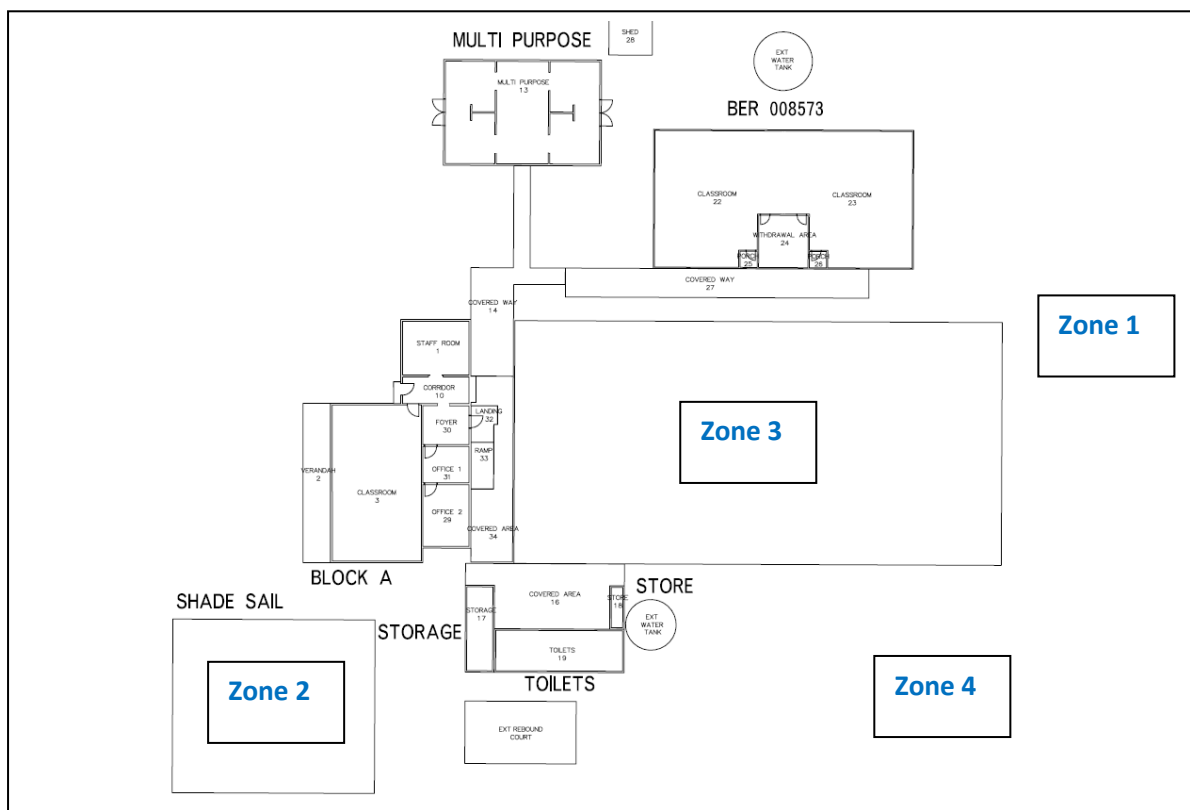 SHED
28
MULTI PURPOSE
EXT
WATER
TANK
MULTI PURPOSE
13
BER 008573
CLASSROOM
22
CLASSROOM
23
WITHDRAWAL AREA
24
PORCH
25
PORCH
26
COVERED WAY
27
COVERED WAY
14
Zone 1
STAFF ROOM
1
CORRIDOR
10
LANDING
32
FOYER
30
Zone 3
RAMP
33
VERANDAH
2
OFFICE 1
31
CLASSROOM
3
OFFICE 2
29
COVERED AREA
34
BLOCK A
STORE
SHADE SAIL
COVERED AREA
16
STORE
18
STORAGE
17
EXT
WATER
TANK
STORAGE
TOILETS
19
TOILETS
Zone 2
Zone 4
EXT REBOUND
COURT